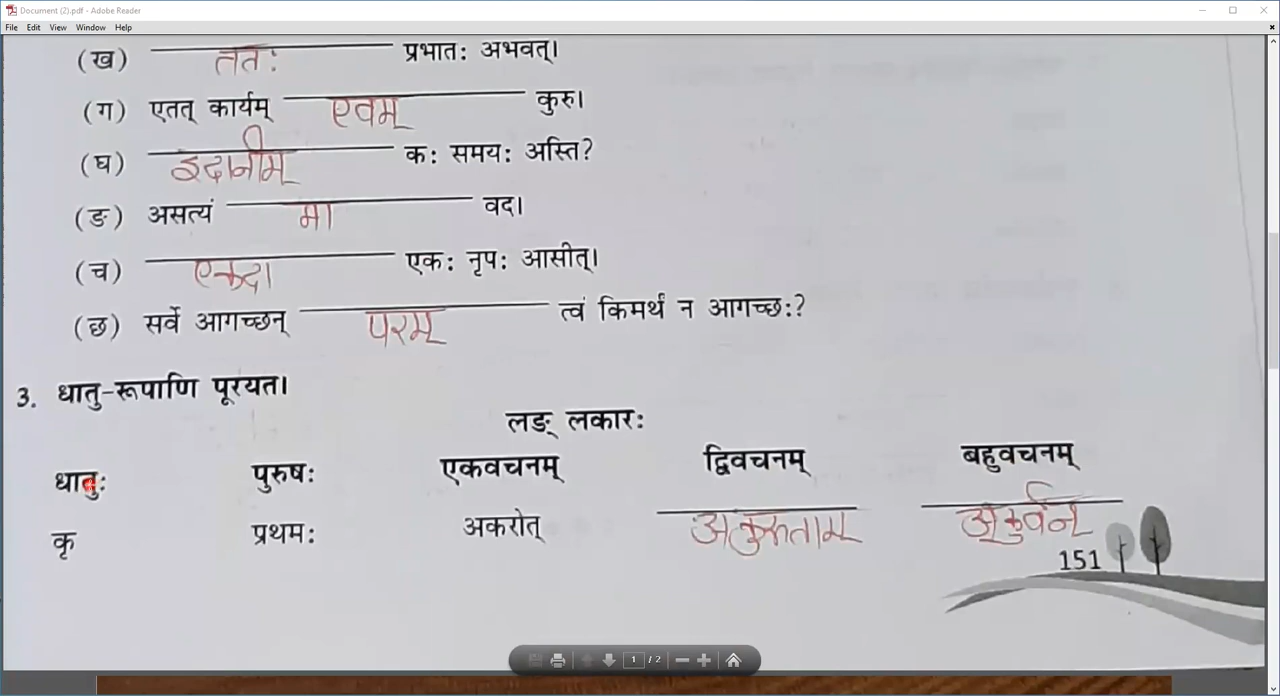 Document (2).pdf - Adobe Reader
File Edit View Window Help
(ख) ततः प्रभातः अभवत्।
(ग) एतत् कार्यम् एवम् कुरु।
(घ) इदानीम् कः समयः अस्ति?
(ङ) असत्यं मा वद।
(च) एकदा एकः नृपः आसीत्।
(छ) सर्वे आगच्छन् परम् त्वं किमर्थं न आगच्छः?
3. धातु-रूपाणि पूरयत।
लङ् लकारः
धातुः पुरुषः एकवचनम् द्विवचनम् बहुवचनम्
कृ प्रथमः अकरोत् अकुरुताम् अकुर्वन्
151
1 / 2